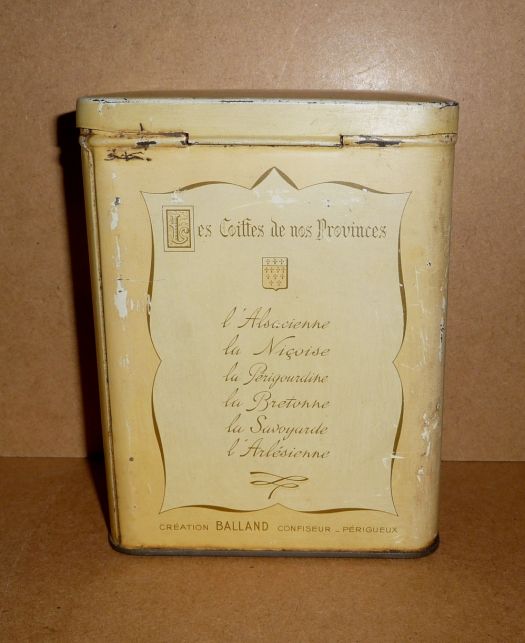 Les Coiffes de nos Provinces
l'Alsacienne
la Niçoise
la Périgourdine
la Bretonne
la Savoyarde
l'Arlésienne
CRÉATION BALLAND CONFISEUR _ PÉRIGUEUX